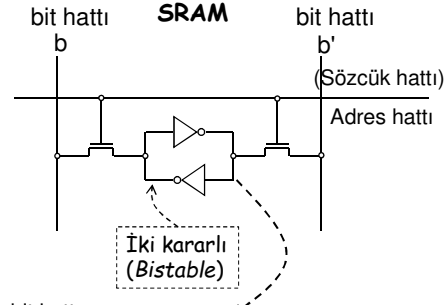 SRAM
bit hattı
bit hattı
b
b'
(Sözcük hattı)
Adres hattı
İki kararlı
(Bistable)